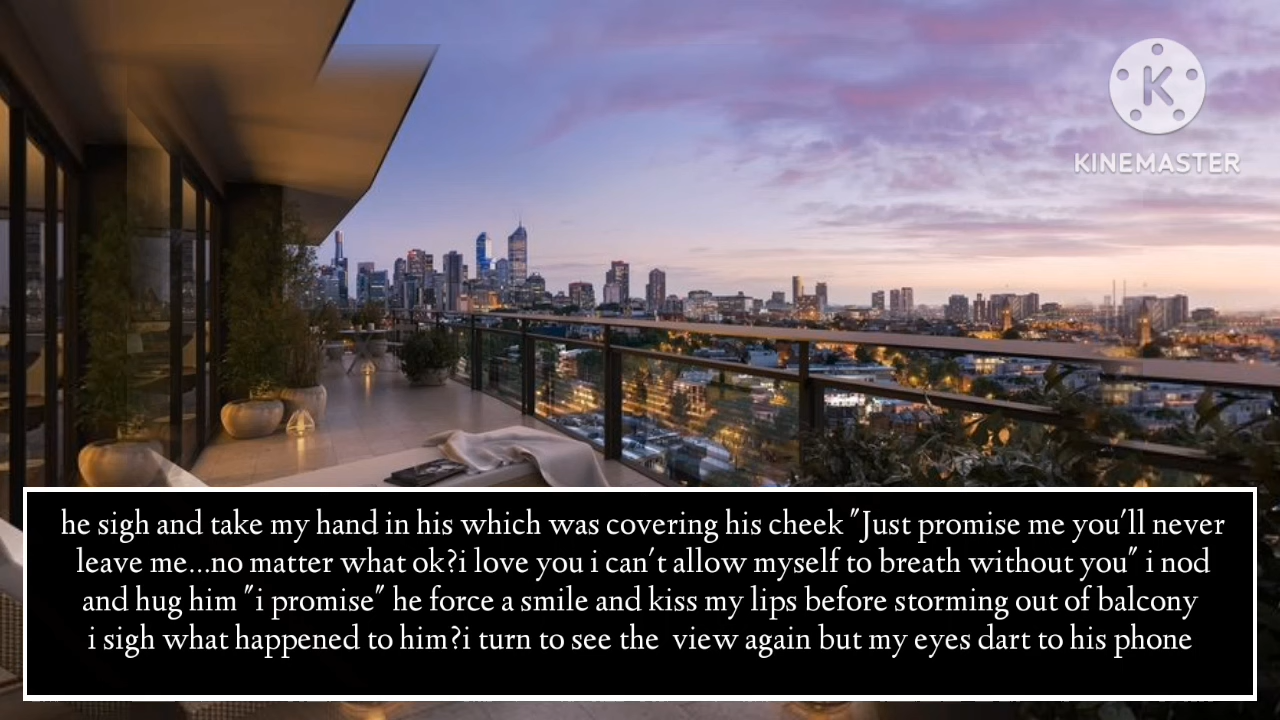 KINEMASTER
he sigh and take my hand in his which was covering his cheek "Just promise me you'll never
leave me...no matter what ok?i love you i can't allow myself to breath without you" i nod
and hug him "i promise" he force a smile and kiss my lips before storming out of balcony
i sigh what happened to him?i turn to see the  view again but my eyes dart to his phone